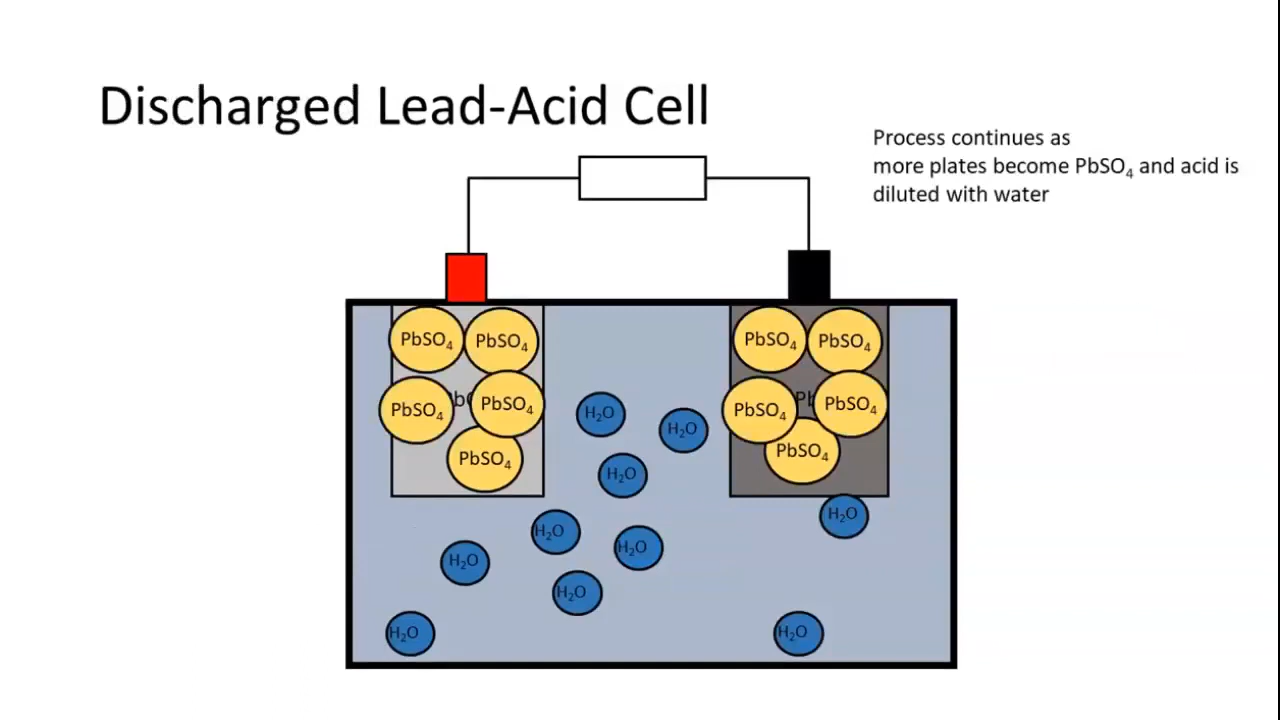 Discharged Lead-Acid Cell
Process continues as
more plates become PbSO₄ and acid is
diluted with water
PbSO₄ PbSO₄ PbSO₄ PbSO₄
PbSO₄ PbSO₄ PbSO₄ PbSO₄
PbSO₄ PbSO₄
H₂O H₂O
H₂O
H₂O
H₂O H₂O
H₂O
H₂O
H₂O H₂O